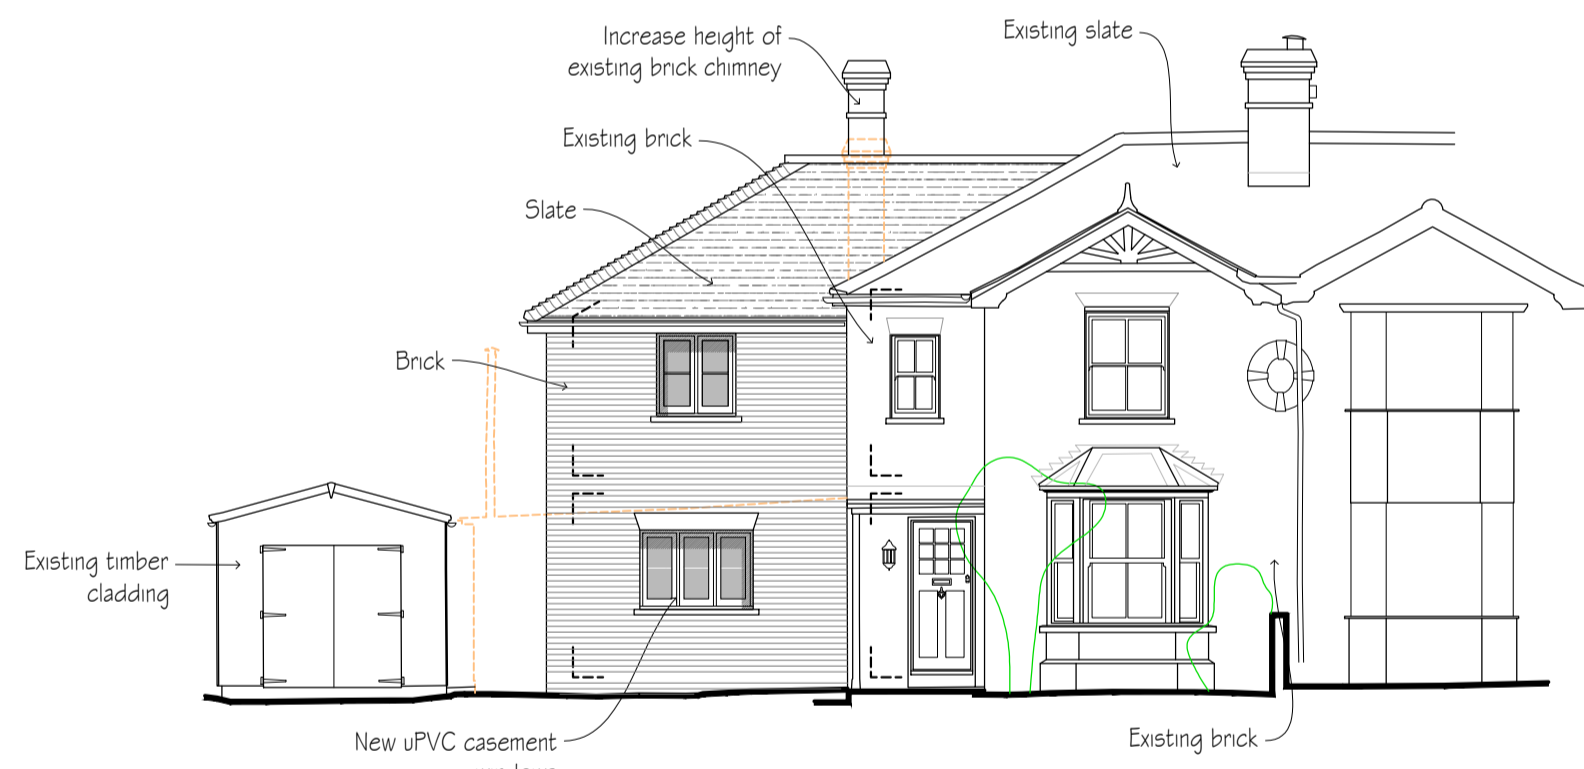 Increase height of
existing brick chimney
Existing slate
Existing brick
Slate
Brick
Existing timber
cladding
New uPVC casement
Existing brick